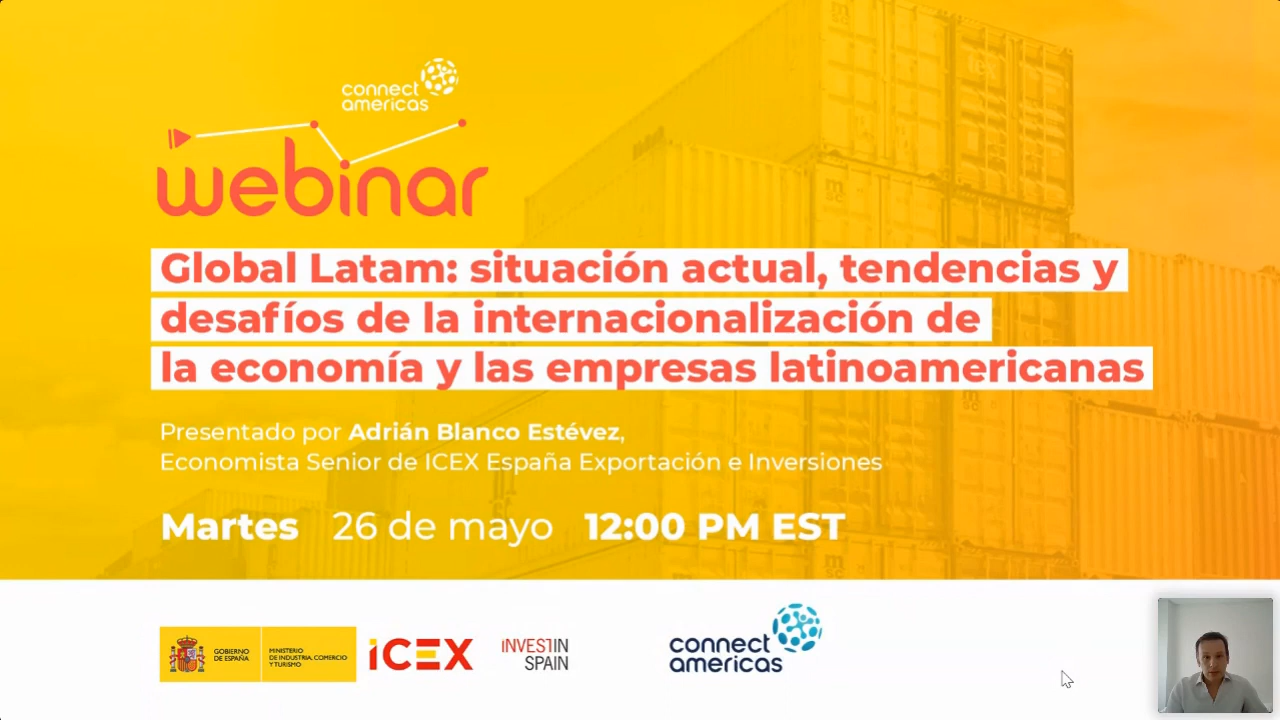 connect
americas
webinar
Global Latam: situación actual, tendencias y
desafíos de la internacionalización de
la economía y las empresas latinoamericanas
Presentado por Adrián Blanco Estévez,
Economista Senior de ICEX España Exportación e Inversiones
Martes 26 de mayo 12:00 PM EST
GOBIERNO
DE ESPAÑA
MINISTERIO
DE INDUSTRIA, COMERCIO
Y TURISMO
ICEX
INVEST IN
SPAIN
connect
americas